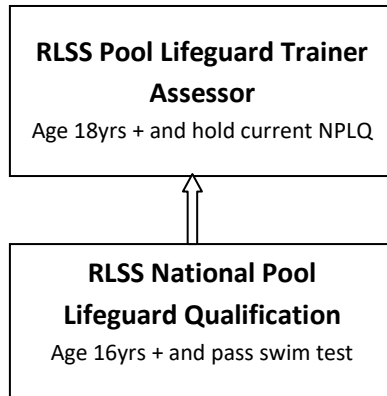 RLSS Pool Lifeguard Trainer
Assessor
Age 18yrs + and hold current NPLQ
RLSS National Pool
Lifeguard Qualification
Age 16yrs + and pass swim test